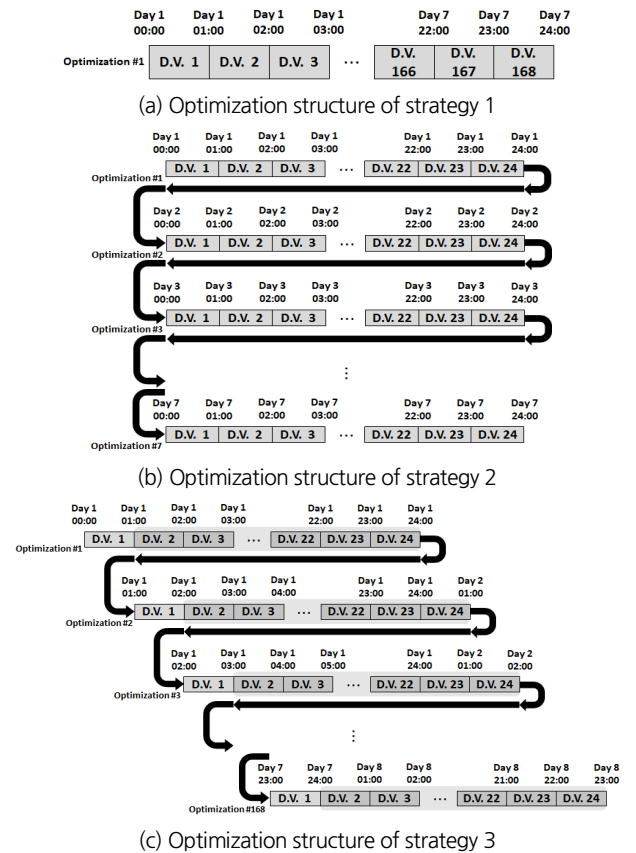 Day 1 Day 1 Day 1 Day 1 Day 7 Day 7 Day 7
00:00 01:00 02:00 03:00 22:00 23:00 24:00
Optimization #1 D.V. 1 D.V. 2 D.V. 3 ... D.V. 166 D.V. 167 D.V. 168
(a) Optimization structure of strategy 1
Day 1 Day 1 Day 1 Day 1 Day 1 Day 1 Day 1
00:00 01:00 02:00 03:00 22:00 23:00 24:00
Optimization #1 D.V. 1 D.V. 2 D.V. 3 ... D.V. 22 D.V. 23 D.V. 24
Day 2 Day 2 Day 2 Day 2 Day 2 Day 2 Day 2
00:00 01:00 02:00 03:00 22:00 23:00 24:00
Optimization #2 D.V. 1 D.V. 2 D.V. 3 ... D.V. 22 D.V. 23 D.V. 24
Day 3 Day 3 Day 3 Day 3 Day 3 Day 3 Day 3
00:00 01:00 02:00 03:00 22:00 23:00 24:00
Optimization #3 D.V. 1 D.V. 2 D.V. 3 ... D.V. 22 D.V. 23 D.V. 24
⋮
Day 7 Day 7 Day 7 Day 7 Day 7 Day 7 Day 7
00:00 01:00 02:00 03:00 22:00 23:00 24:00
Optimization #7 D.V. 1 D.V. 2 D.V. 3 ... D.V. 22 D.V. 23 D.V. 24
(b) Optimization structure of strategy 2
Day 1 Day 1 Day 1 Day 1 Day 1 Day 1 Day 1
00:00 01:00 02:00 03:00 22:00 23:00 24:00
Optimization #1 D.V. 1 D.V. 2 D.V. 3 ... D.V. 22 D.V. 23 D.V. 24
Day 1 Day 1 Day 1 Day 1 Day 1 Day 1 Day 2
01:00 02:00 03:00 04:00 23:00 24:00 01:00
Optimization #2 D.V. 1 D.V. 2 D.V. 3 ... D.V. 22 D.V. 23 D.V. 24
Day 1 Day 1 Day 1 Day 1 Day 1 Day 2 Day 2
02:00 03:00 04:00 05:00 24:00 01:00 02:00
Optimization #3 D.V. 1 D.V. 2 D.V. 3 ... D.V. 22 D.V. 23 D.V. 24
⋮
Day 7 Day 7 Day 8 Day 8 Day 8 Day 8 Day 8
23:00 24:00 01:00 02:00 21:00 22:00 23:00
Optimization #168 D.V. 1 D.V. 2 D.V. 3 ... D.V. 22 D.V. 23 D.V. 24
(c) Optimization structure of strategy 3